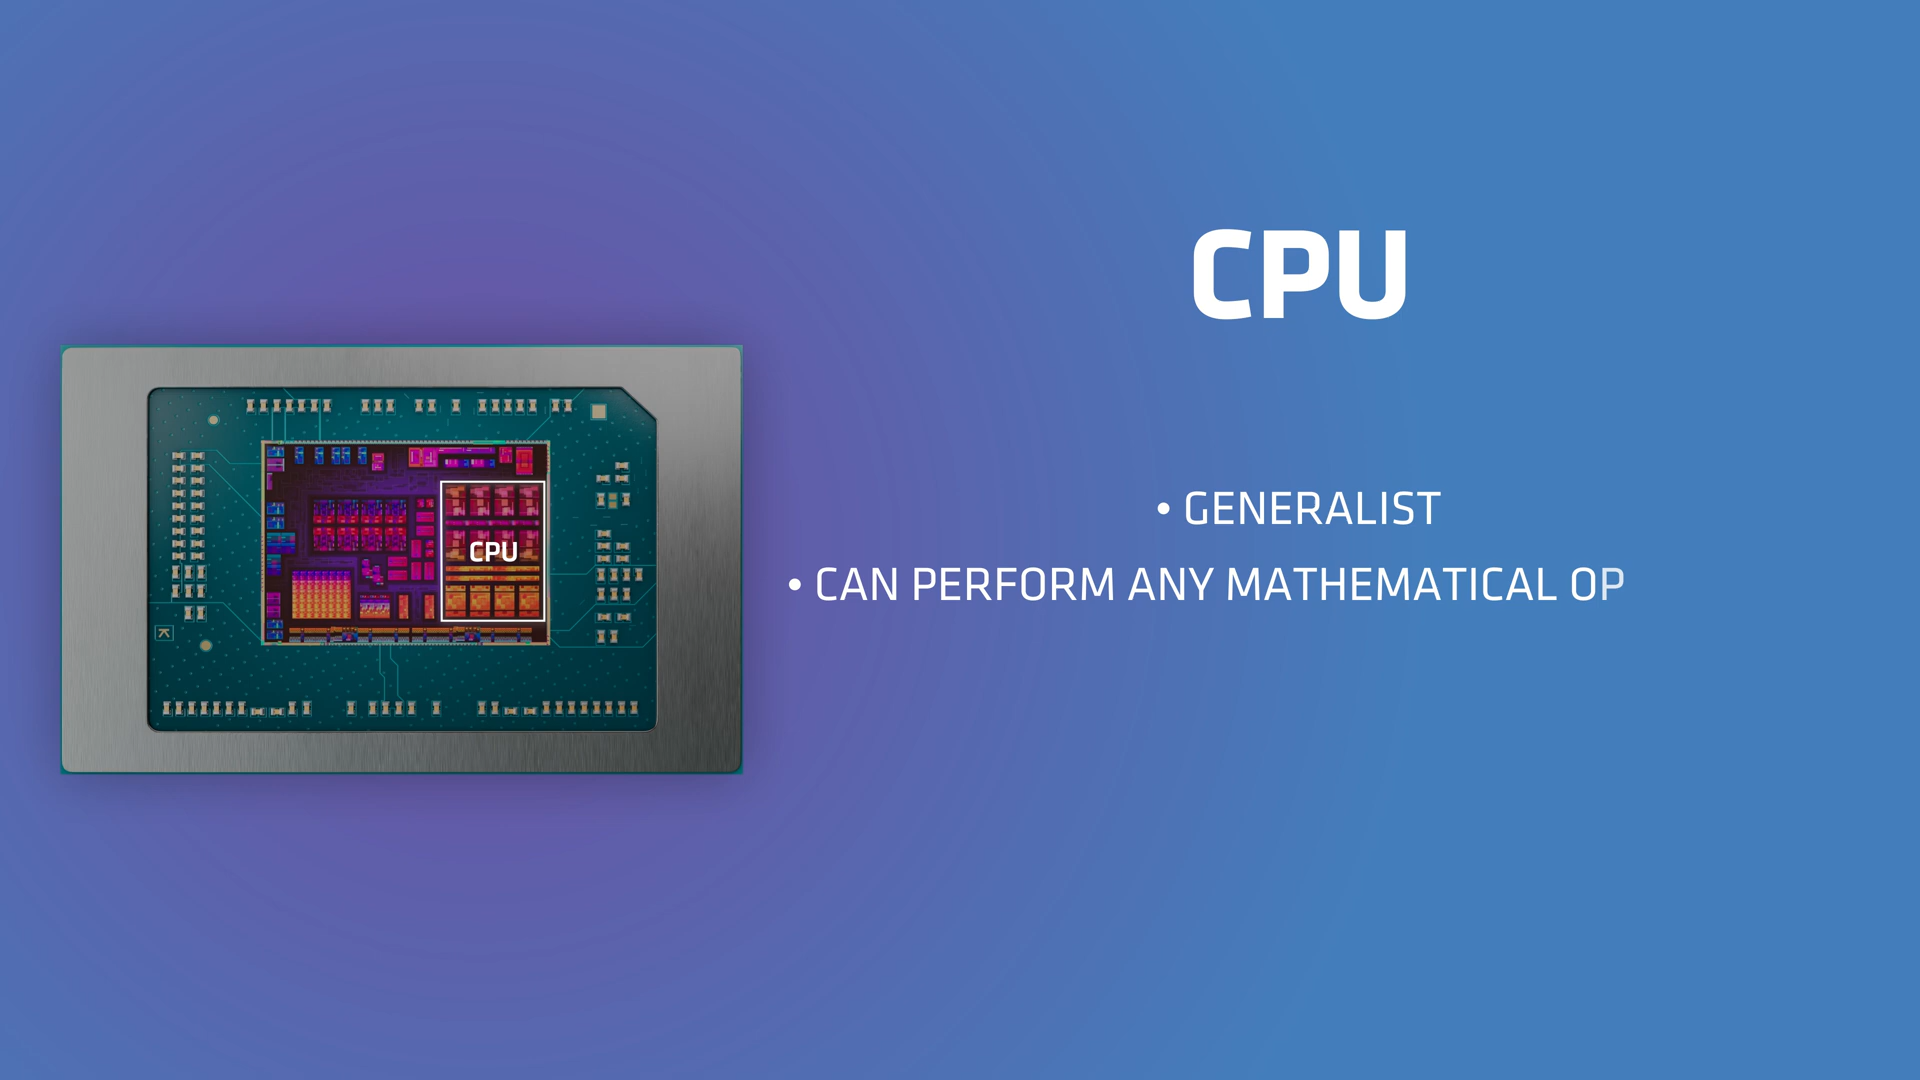 CPU
• GENERALIST
• CAN PERFORM ANY MATHEMATICAL OP
CPU
K